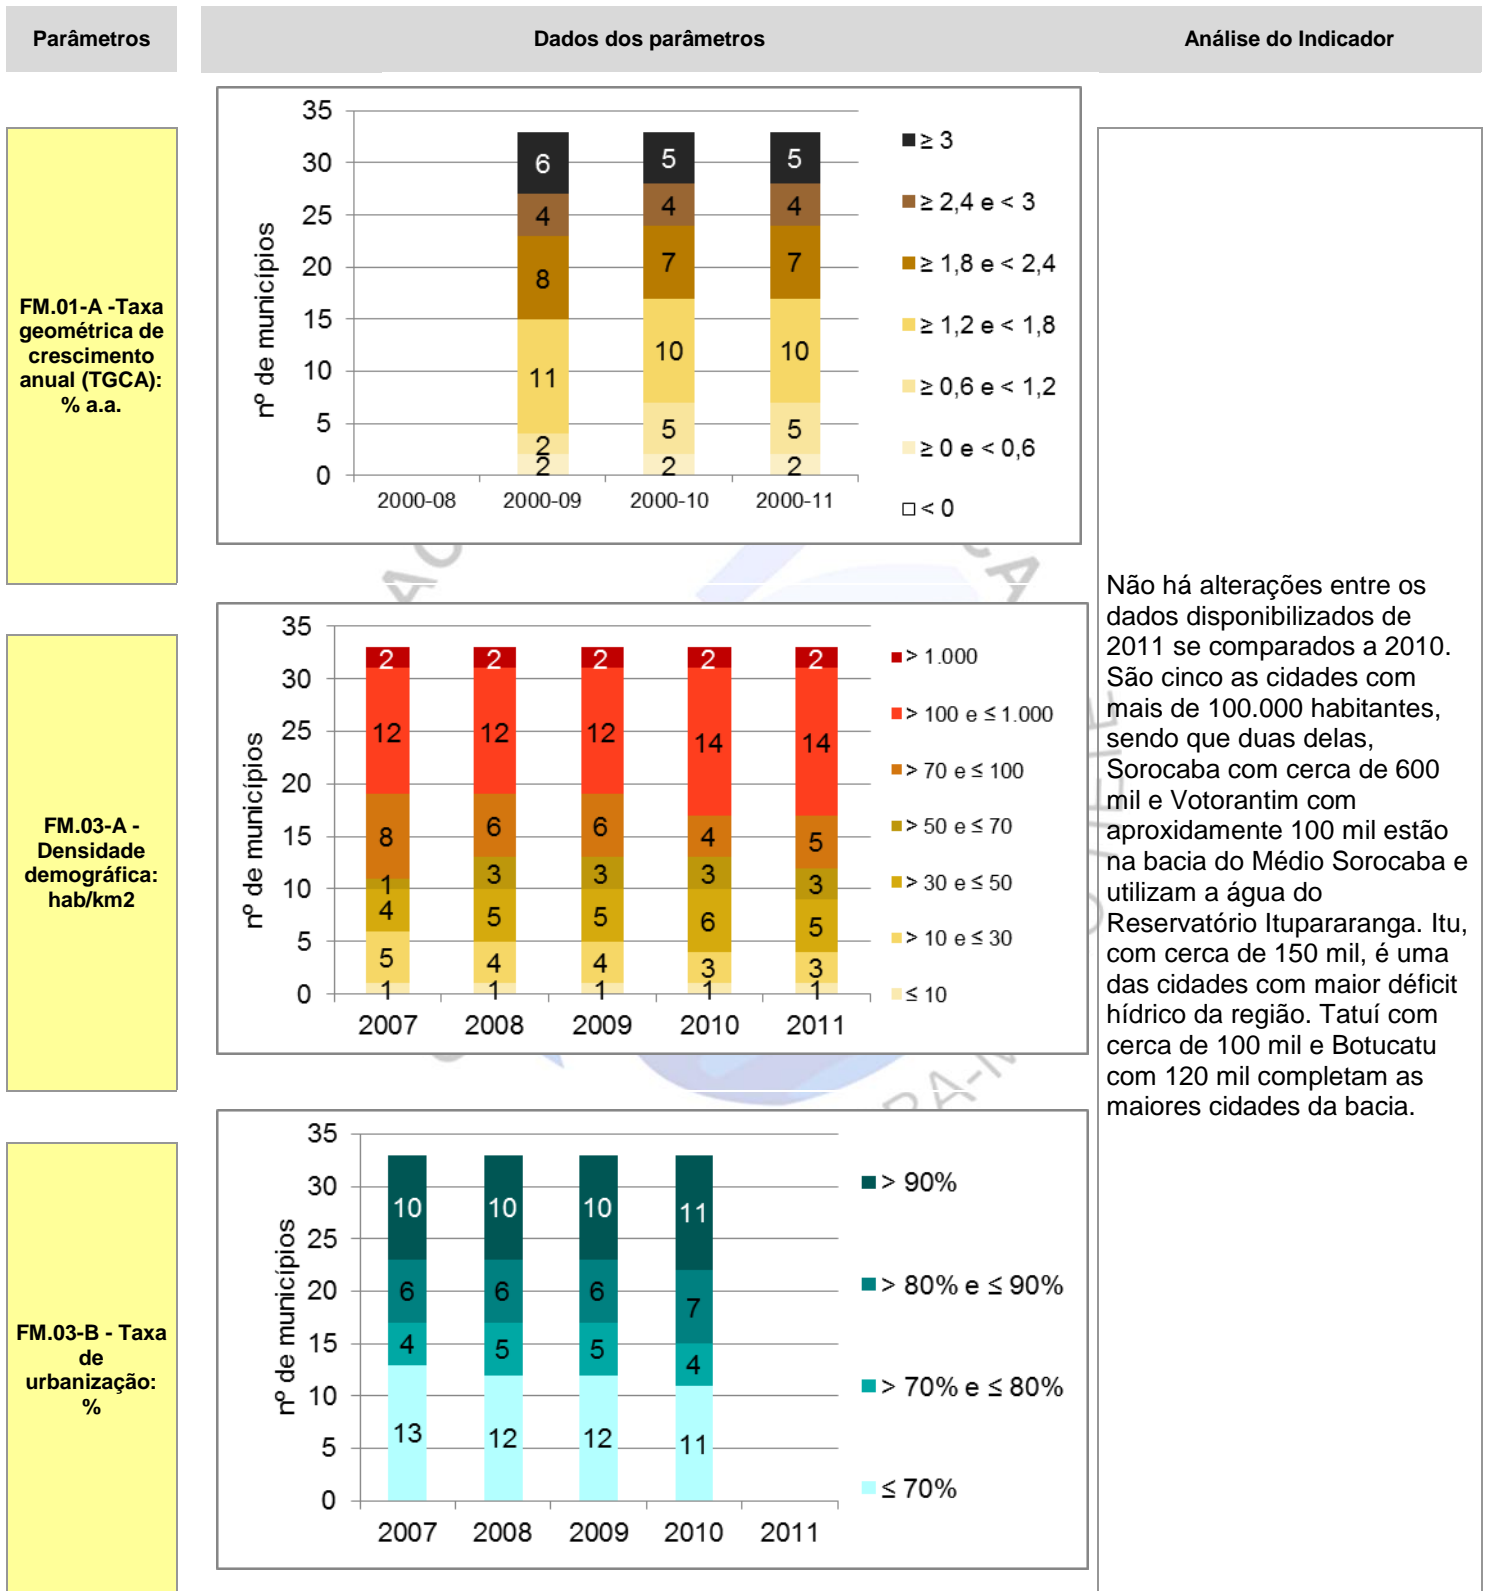 Parâmetros
Dados dos parâmetros
Análise do Indicador
FM.01-A -Taxa
geométrica de
crescimento
anual (TGCA):
% a.a.
nº de municípios
35
30
25
20
15
10
5
0
6
5
5
4
4
4
8
7
7
11
10
10
2
5
5
2
2
2
2000-08
2000-09
2000-10
2000-11
≥ 3
≥ 2,4 e < 3
≥ 1,8 e < 2,4
≥ 1,2 e < 1,8
≥ 0,6 e < 1,2
≥ 0 e < 0,6
< 0
FM.03-A -
Densidade
demográfica:
hab/km2
nº de municípios
35
30
25
20
15
10
5
0
2
2
2
2
2
12
12
12
14
14
8
6
6
4
5
1
3
3
3
3
4
5
5
6
5
5
4
4
3
3
1
1
1
1
1
2007
2008
2009
2010
2011
> 1.000
> 100 e ≤ 1.000
> 70 e ≤ 100
> 50 e ≤ 70
> 30 e ≤ 50
> 10 e ≤ 30
≤ 10
FM.03-B - Taxa
de
urbanização:
%
nº de municípios
35
30
25
20
15
10
5
0
10
10
10
11
6
6
6
7
4
5
5
4
13
12
12
11
2007
2008
2009
2010
2011
> 90%
> 80% e ≤ 90%
> 70% e ≤ 80%
≤ 70%
Não há alterações entre os
dados disponibilizados de
2011 se comparados a 2010.
São cinco as cidades com
mais de 100.000 habitantes,
sendo que duas delas,
Sorocaba com cerca de 600
mil e Votorantim com
aproxidamente 100 mil estão
na bacia do Médio Sorocaba e
utilizam a água do
Reservatório Itupararanga. Itu,
com cerca de 150 mil, é uma
das cidades com maior déficit
hídrico da região. Tatuí com
cerca de 100 mil e Botucatu
com 120 mil completam as
maiores cidades da bacia.